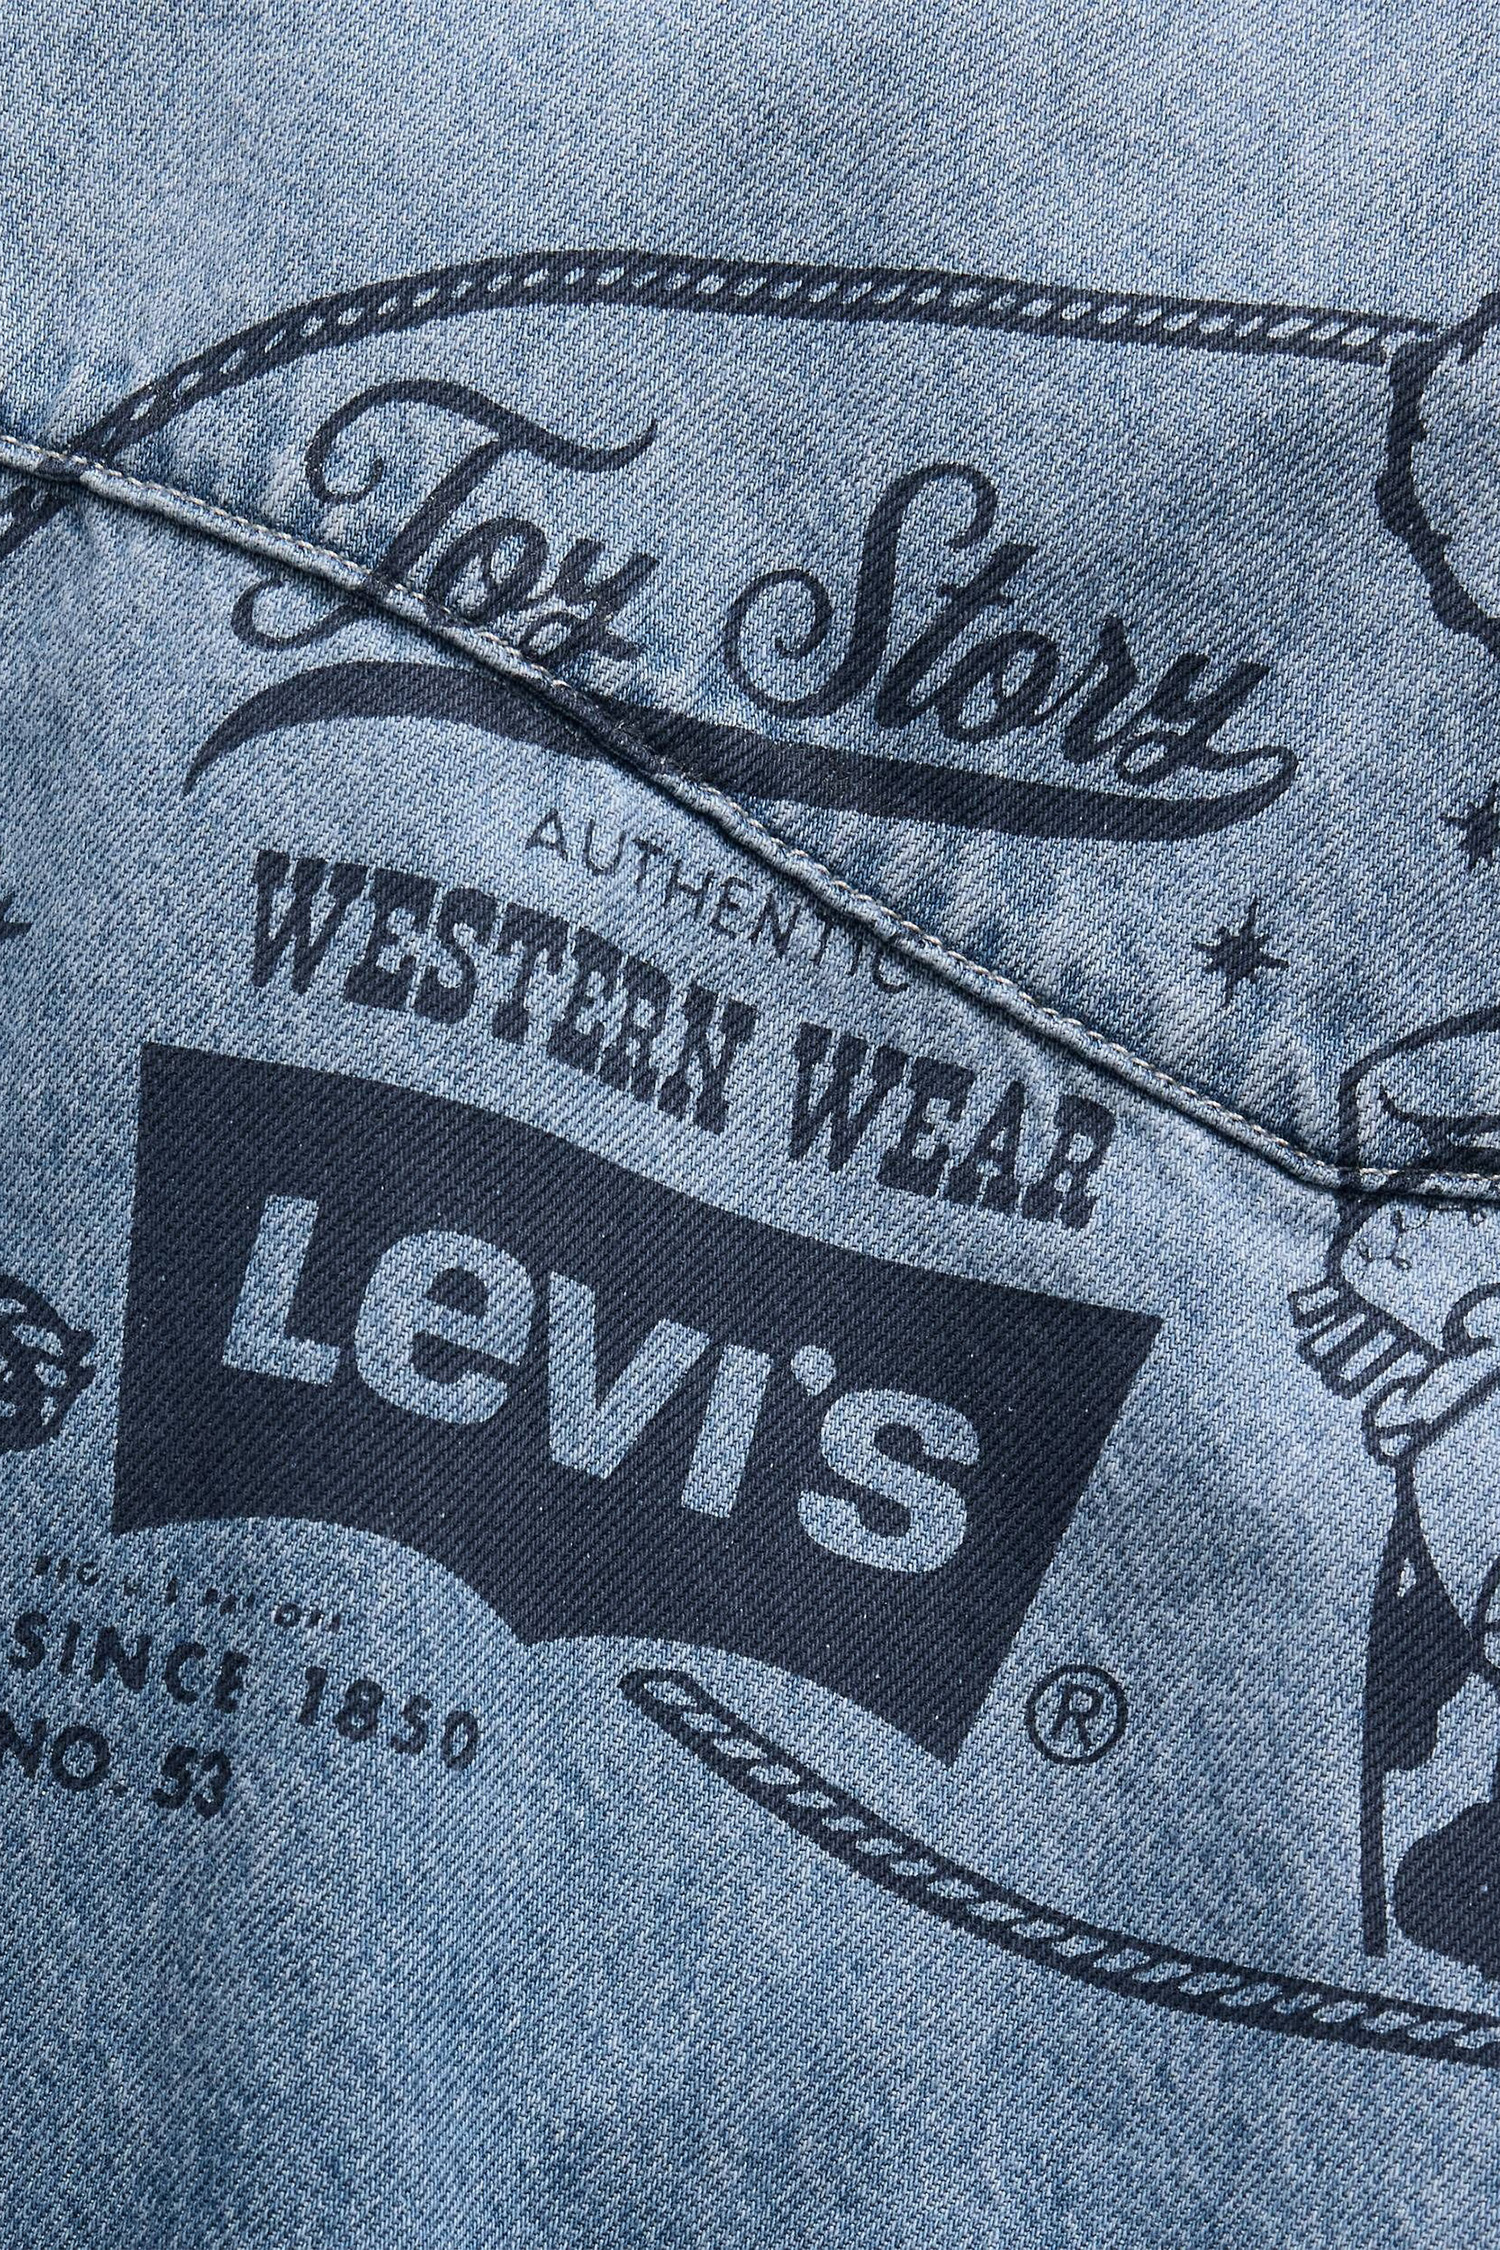 Toy Story
AUTHENTIC
WESTERN WEAR
Levi's
®
SINCE 1850
NO. 53